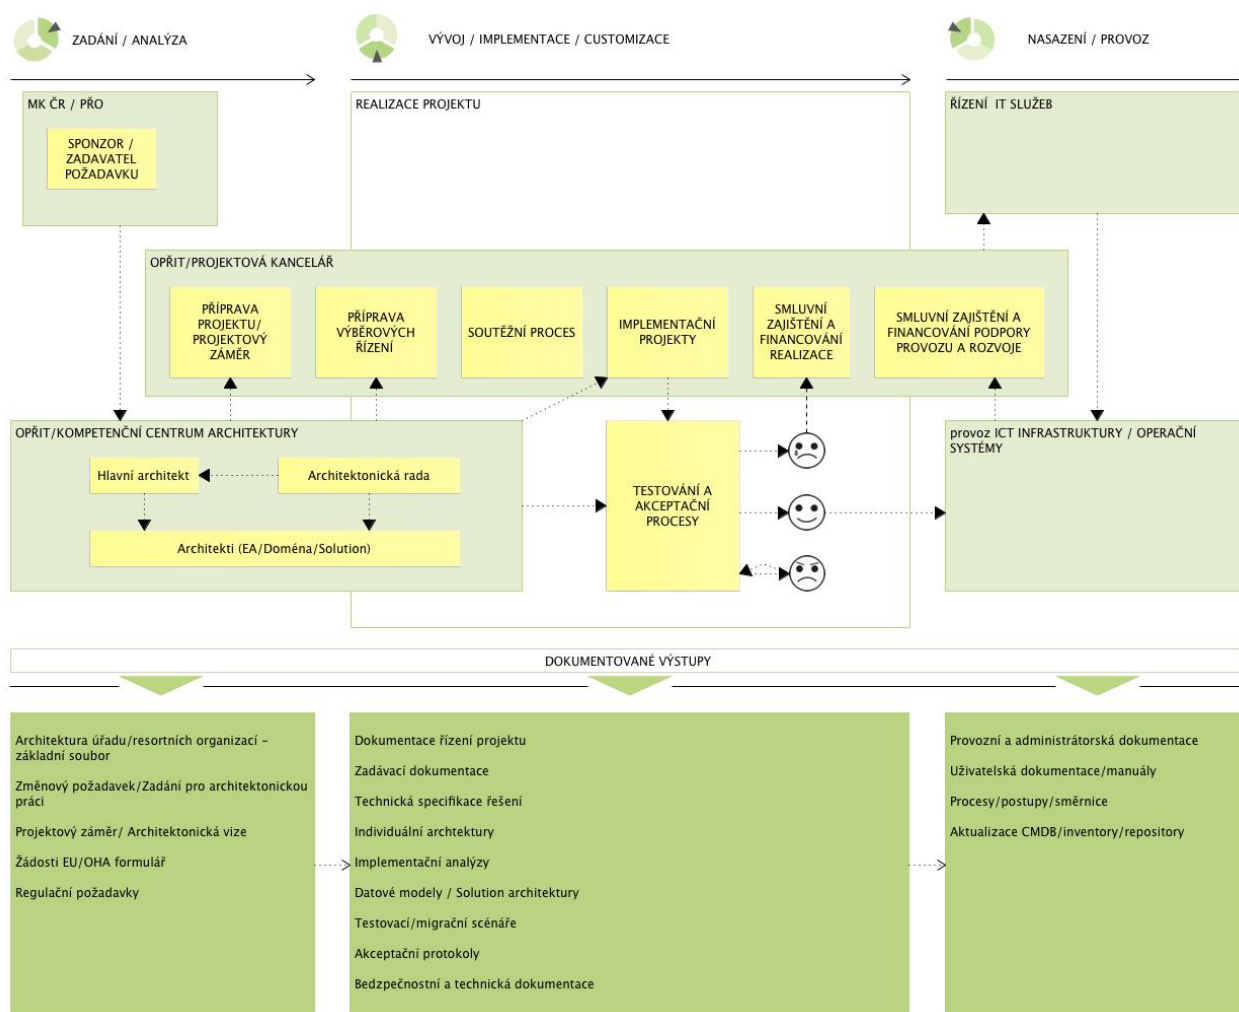 ZADÁNÍ / ANALÝZA
VÝVOJ / IMPLEMENTACE / CUSTOMIZACE
NASAZENÍ / PROVOZ
MK ČR / PŘO
SPONZOR /
ZADAVATEL
POŽADAVKU
REALIZACE PROJEKTU
ŘÍZENÍ IT SLUŽEB
OPŘIT/PROJEKTOVÁ KANCELÁŘ
PŘÍPRAVA
PROJEKTU/
PROJEKTOVÝ
ZÁMĚR
PŘÍPRAVA
VÝBĚROVÝCH
ŘÍZENÍ
SOUTĚŽNÍ PROCES
IMPLEMENTAČNÍ
PROJEKTY
SMLUVNÍ
ZAJIŠTĚNÍ A
FINANCOVÁNÍ
REALIZACE
SMLUVNÍ ZAJIŠTĚNÍ A
FINANCOVÁNÍ PODPORY
PROVOZU A ROZVOJE
OPŘIT/KOMPETENČNÍ CENTRUM ARCHITEKTURY
Hlavní architekt
Architektonická rada
Architekti (EA/Doména/Solution)
TESTOVÁNÍ A
AKCEPTAČNÍ
PROCESY
provoz ICT INFRASTRUKTURY / OPERAČNÍ
SYSTÉMY
DOKUMENTOVANÉ VÝSTUPY
Architektura úřadu/resortních organizací –
základní soubor
Změnový požadavek/Zadání pro architektonickou
práci
Projektový záměr/ Architektonická vize
Žádosti EU/OHA formulář
Regulační požadavky
Dokumentace řízení projektu
Zadávací dokumentace
Technická specifikace řešení
Individuální archtektury
Implementační analýzy
Datové modely / Solution architektury
Testovací/migrační scénáře
Akceptační protokoly
Bedzpečnostní a technická dokumentace
Provozní a administrátorská dokumentace
Uživatelská dokumentace/manuály
Procesy/postupy/směrnice
Aktualizace CMDB/inventory/repository